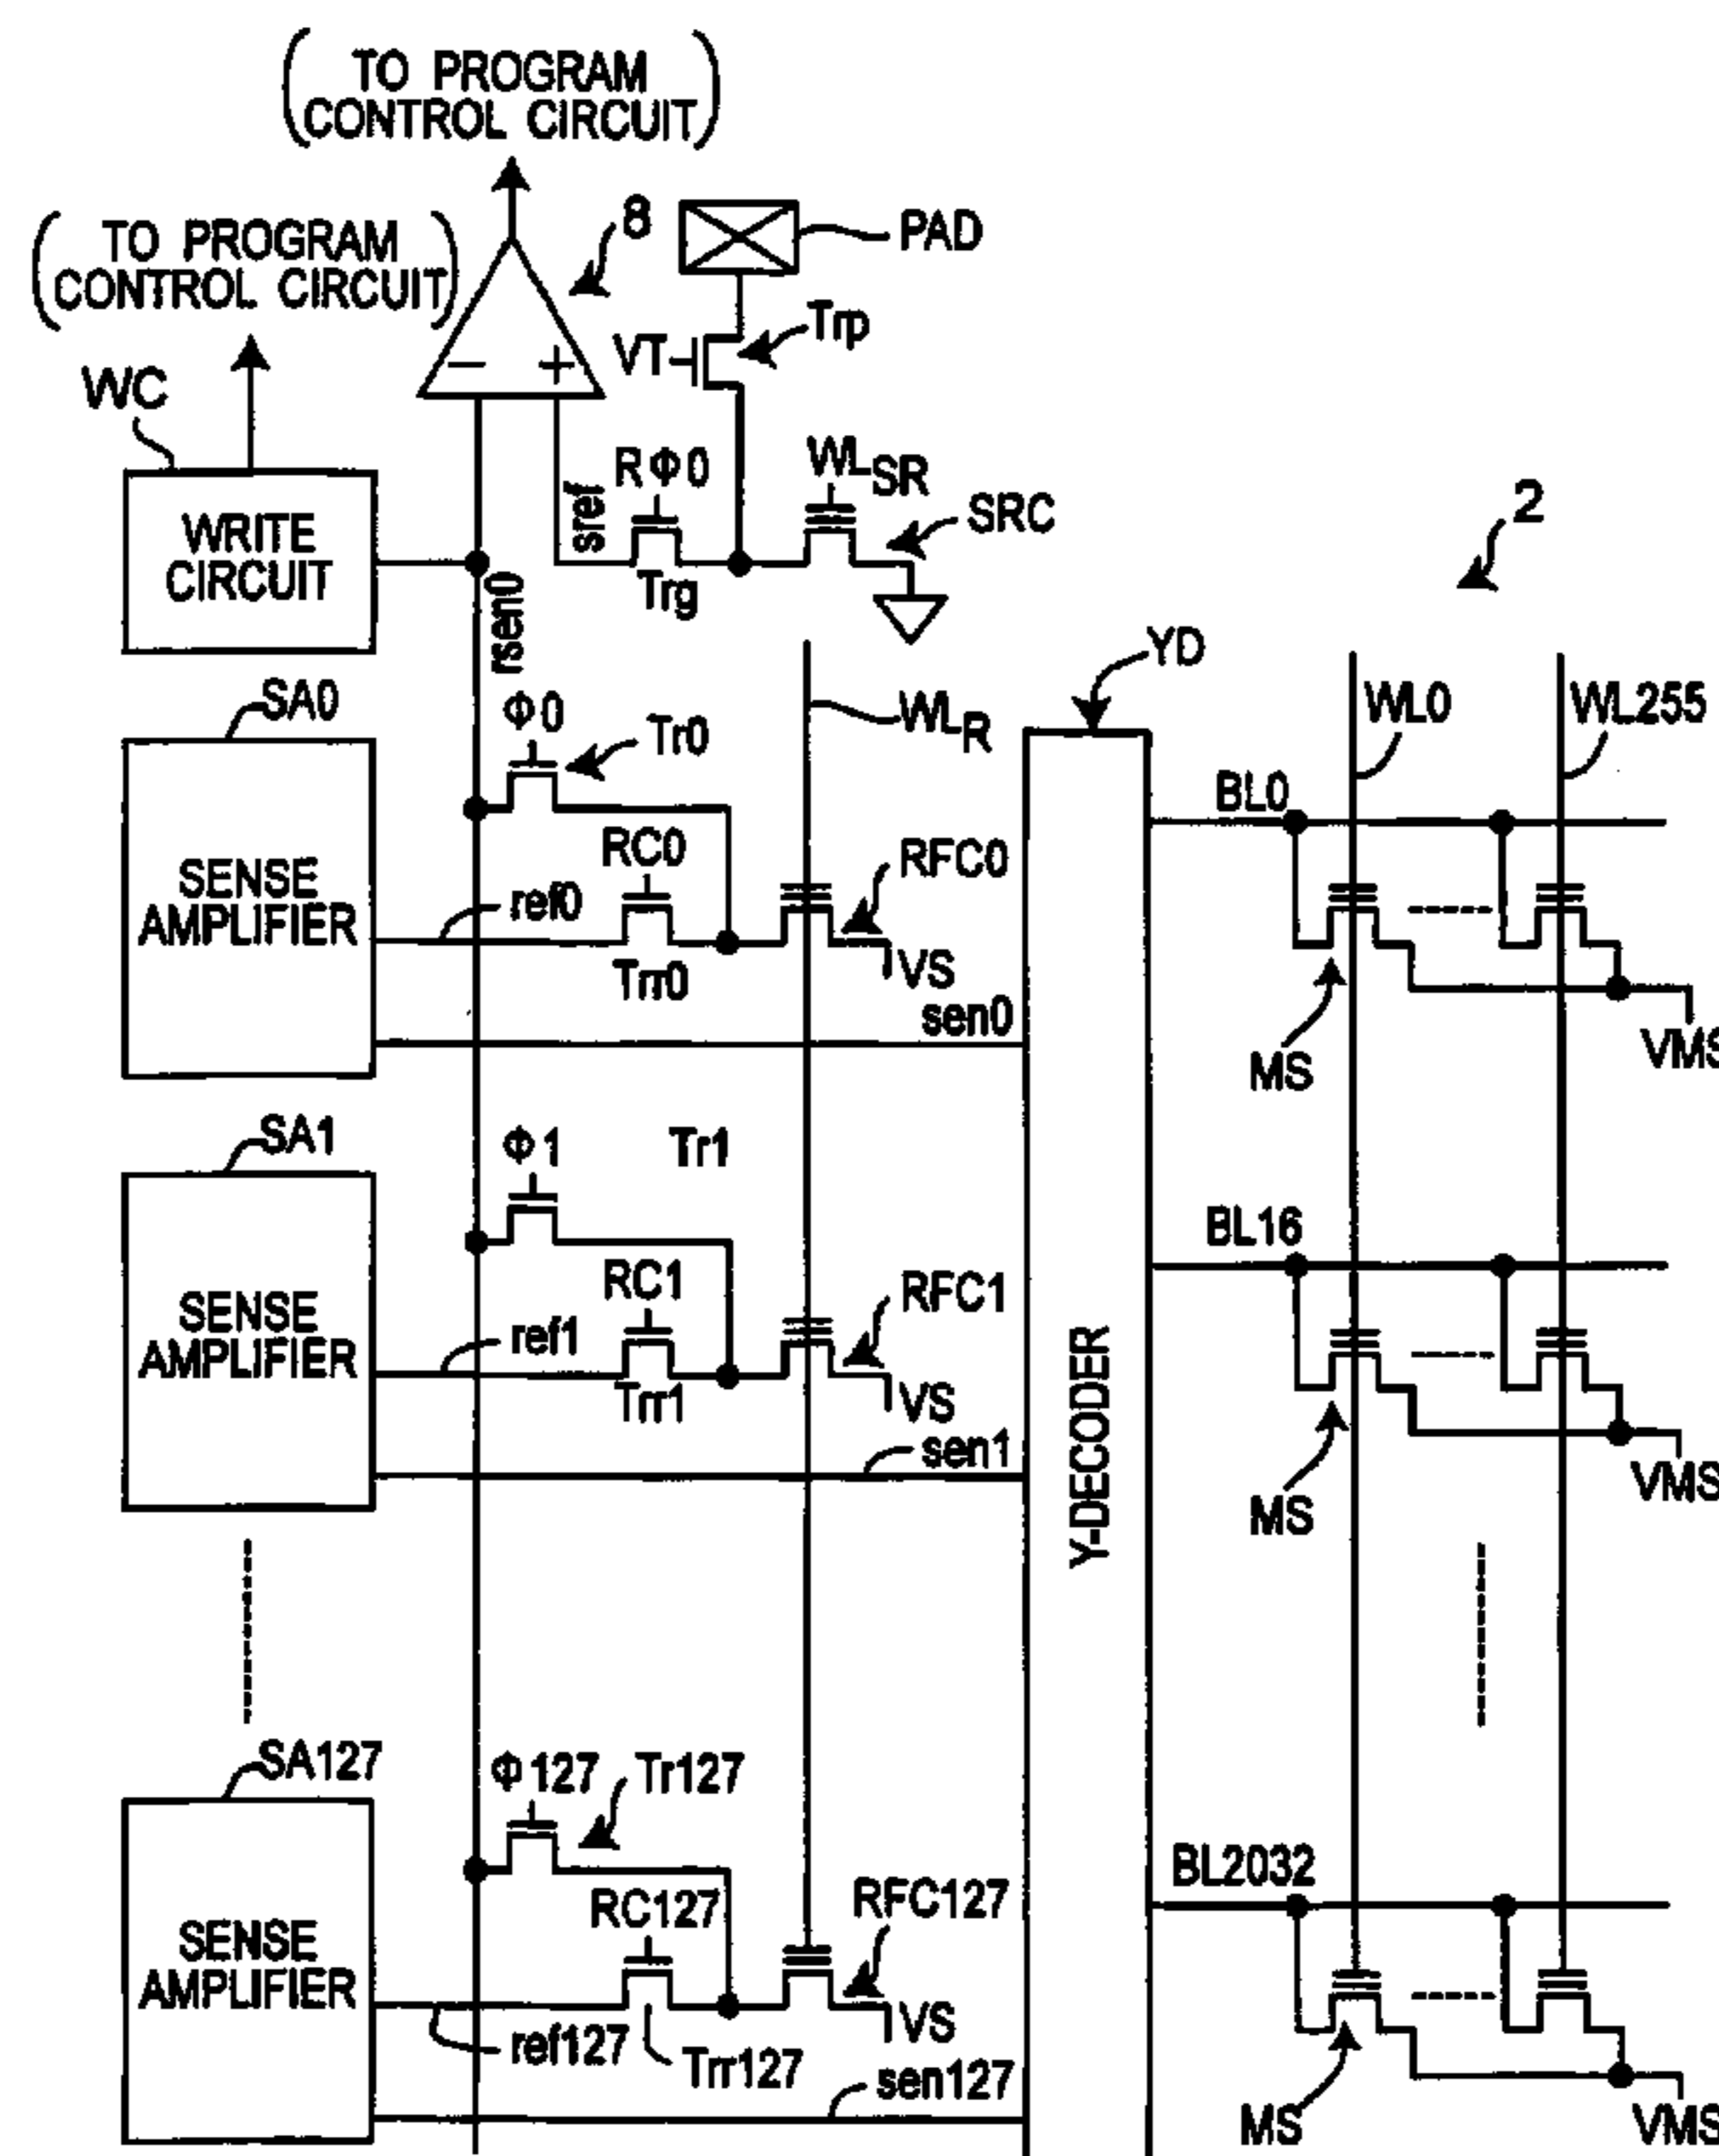 (TO PROGRAM
CONTROL CIRCUIT)
(TO PROGRAM
CONTROL CIRCUIT)
8
PAD
VT
Trp
− +
WC
WRITE
CIRCUIT
sref
RΦ0
Trg
WLSR
SRC
2
rsen0
SA0
Φ0
Tr0
WLR
YD
WL0
WL255
BL0
SENSE
AMPLIFIER
RC0
RFC0
ref0
Trr0
VS
sen0
MS
VMS
SA1
Φ1
Tr1
BL16
SENSE
AMPLIFIER
RC1
RFC1
ref1
Trr1
VS
sen1
Y-DECODER
MS
VMS
SA127
Φ127
Tr127
BL2032
SENSE
AMPLIFIER
RC127
RFC127
ref127
Trr127
VS
sen127
MS
VMS